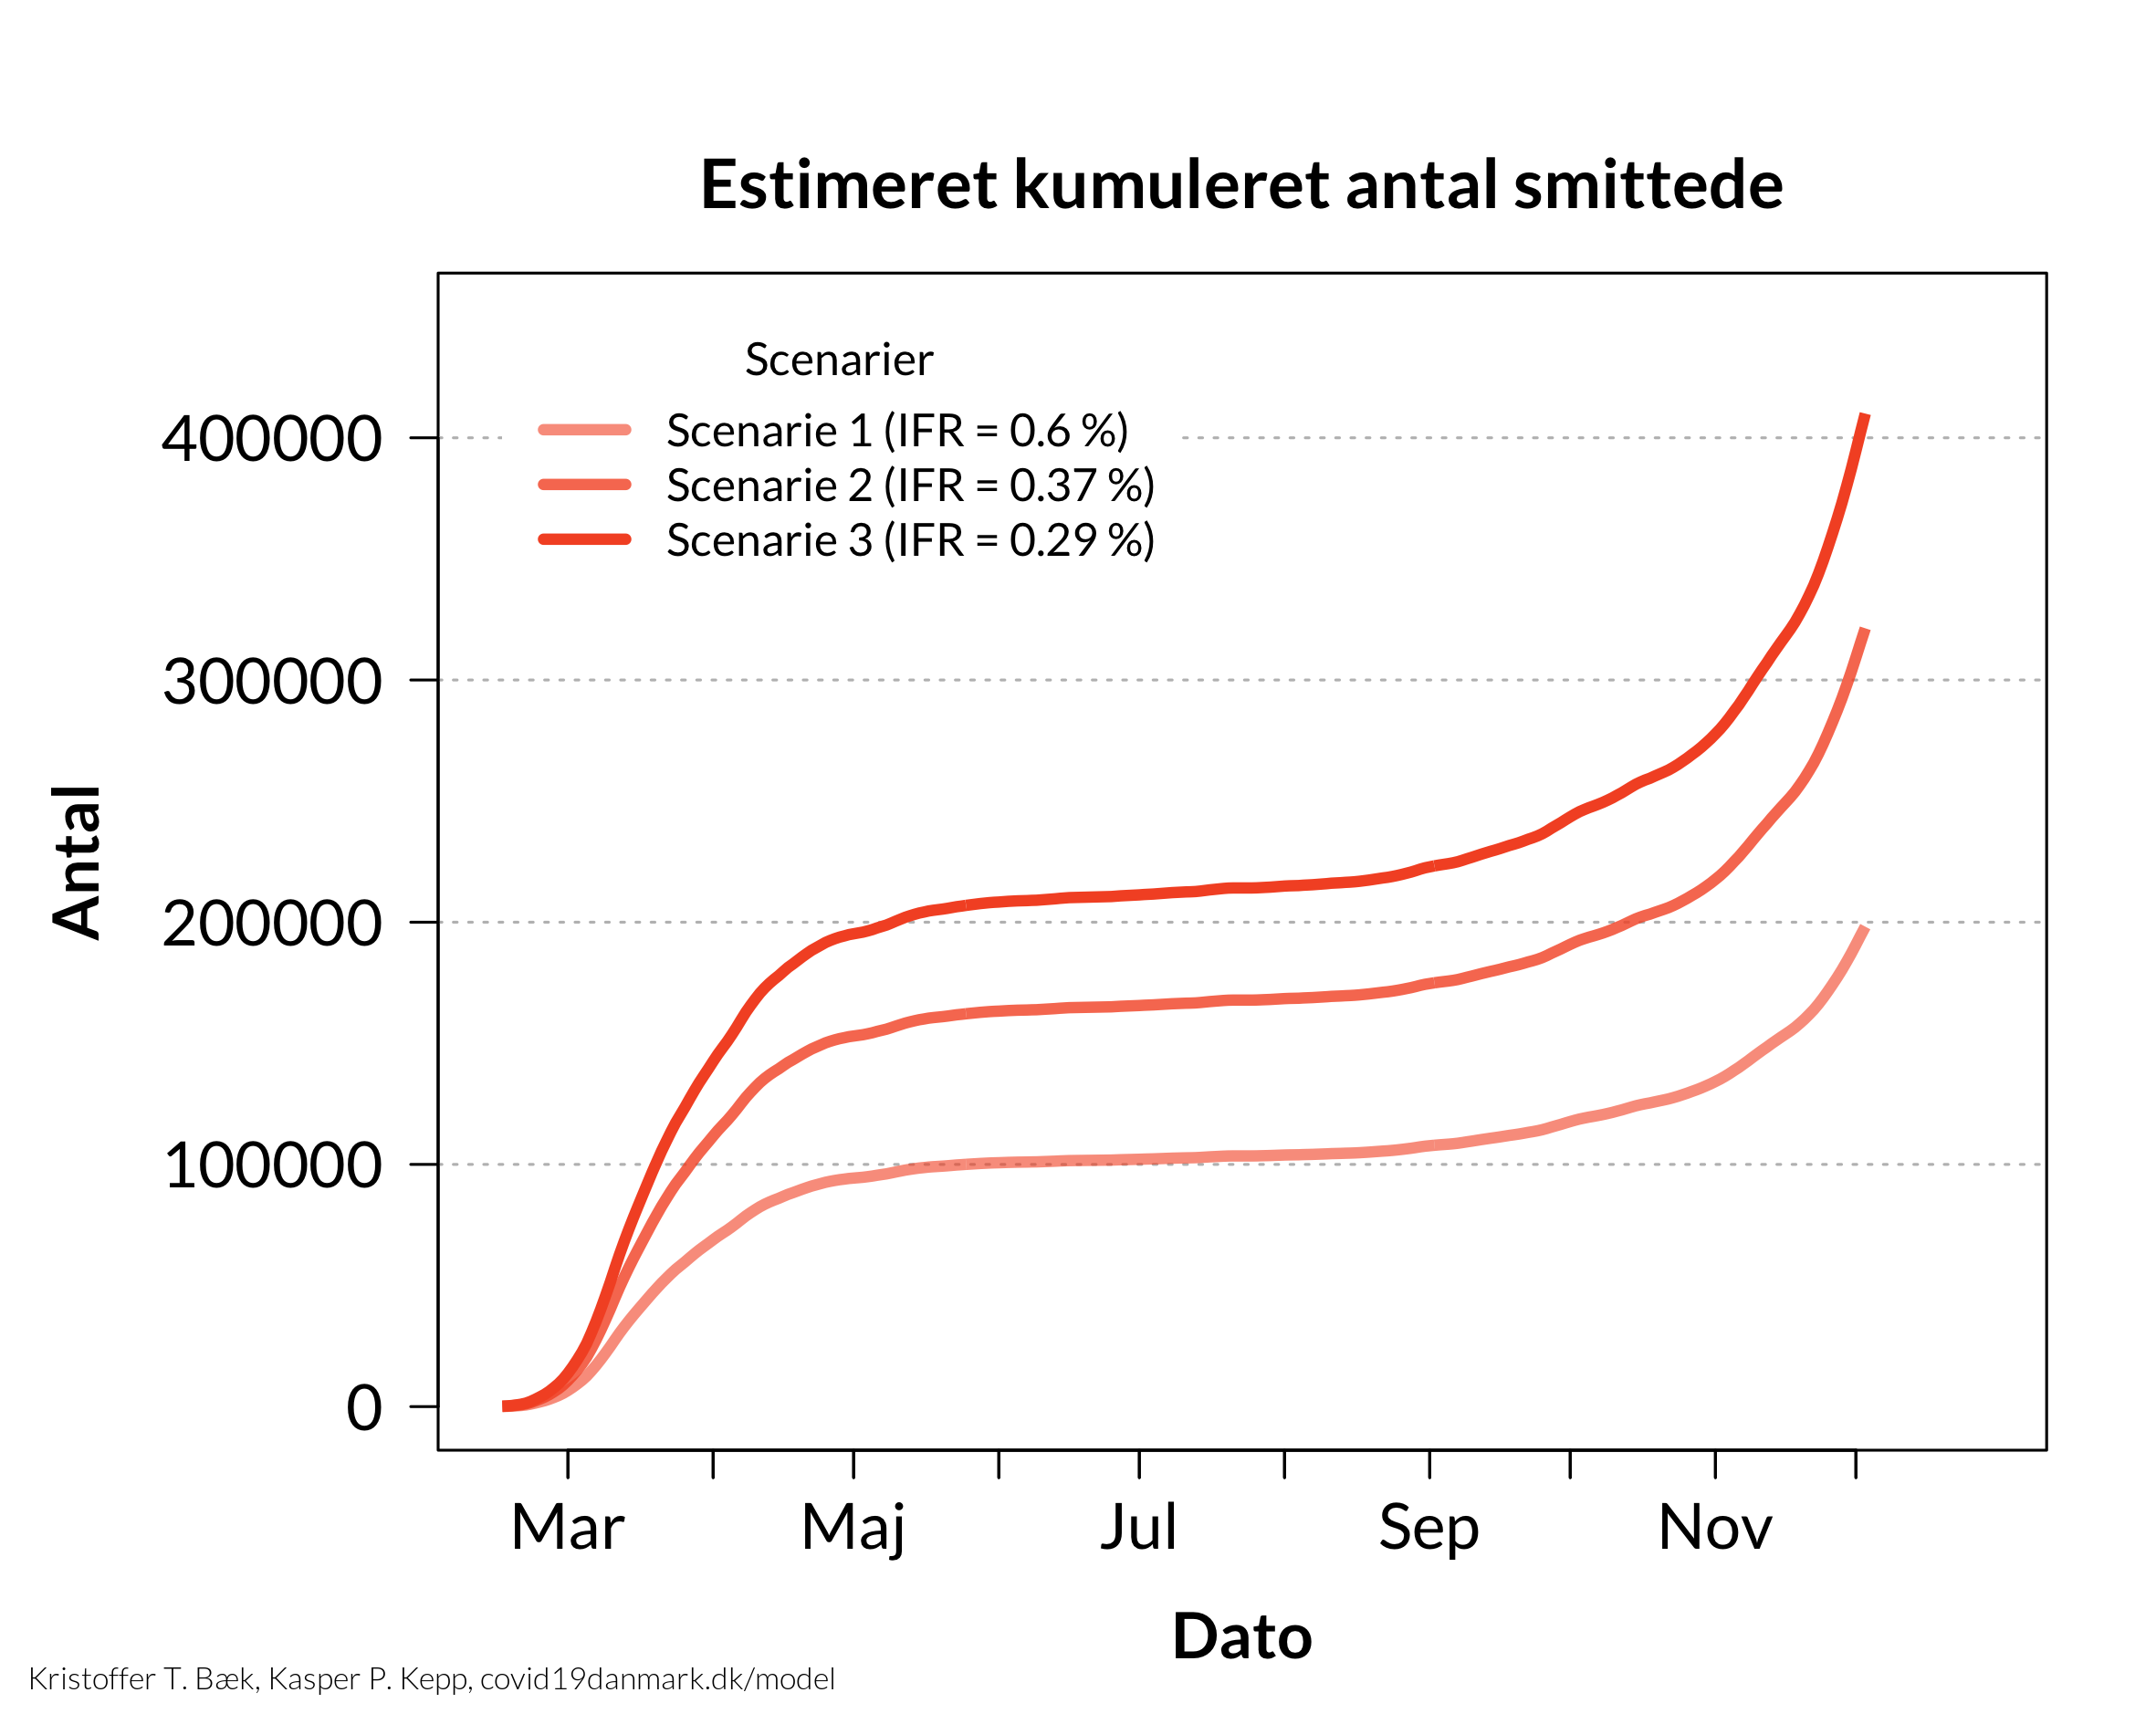 Estimeret kumuleret antal smittede
Scenarier
Scenarie 1 (IFR = 0.6 %)
Scenarie 2 (IFR = 0.37 %)
Scenarie 3 (IFR = 0.29 %)
Antal
400000
300000
200000
100000
0
Mar Maj Jul Sep Nov
Dato
Kristoffer T. Bæk, Kasper P. Kepp, covid19danmark.dk/model